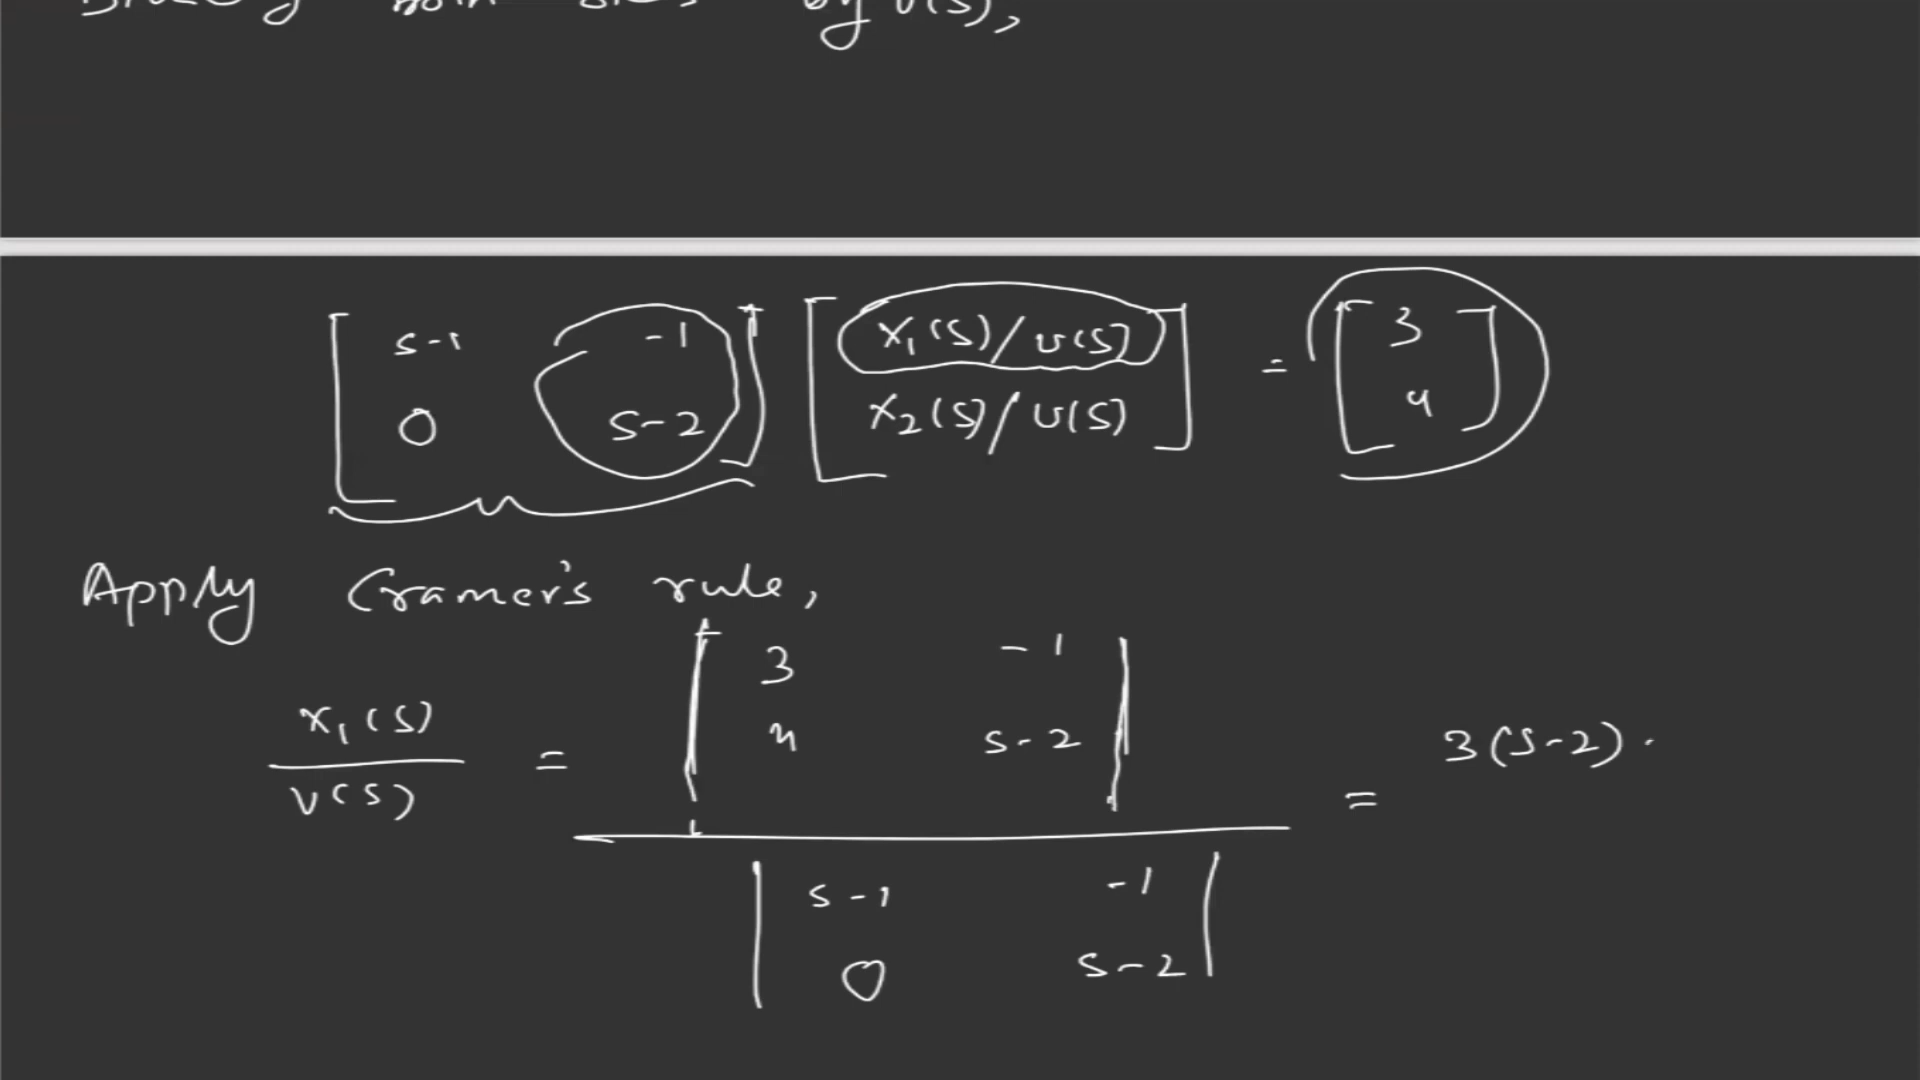 by U(s),
[ s-1 -1 ] [ X₁(s)/U(s) ] = [ 3 ]
[ 0 s-2 ] [ X₂(s)/U(s) ] [ 4 ]
Apply Cramer's rule,
X₁(s) / U(s) = | 3 -1 ; 4 s-2 | / | s-1 -1 ; 0 s-2 | = 3(s-2) ·